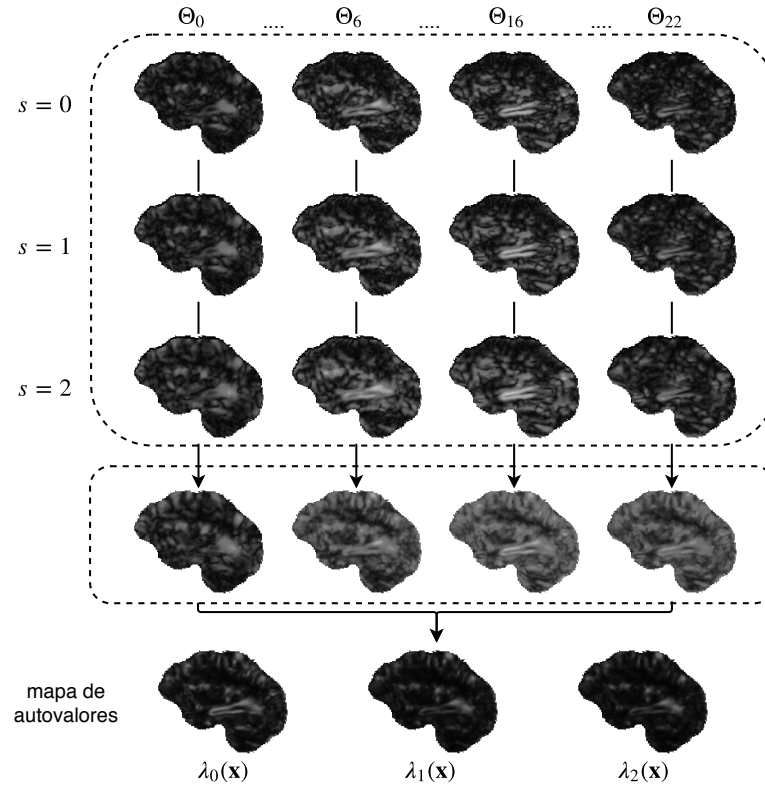 Θ₀ .... Θ₆ .... Θ₁₆ .... Θ₂₂
s = 0
s = 1
s = 2
mapa de
autovalores
λ₀(x) λ₁(x) λ₂(x)